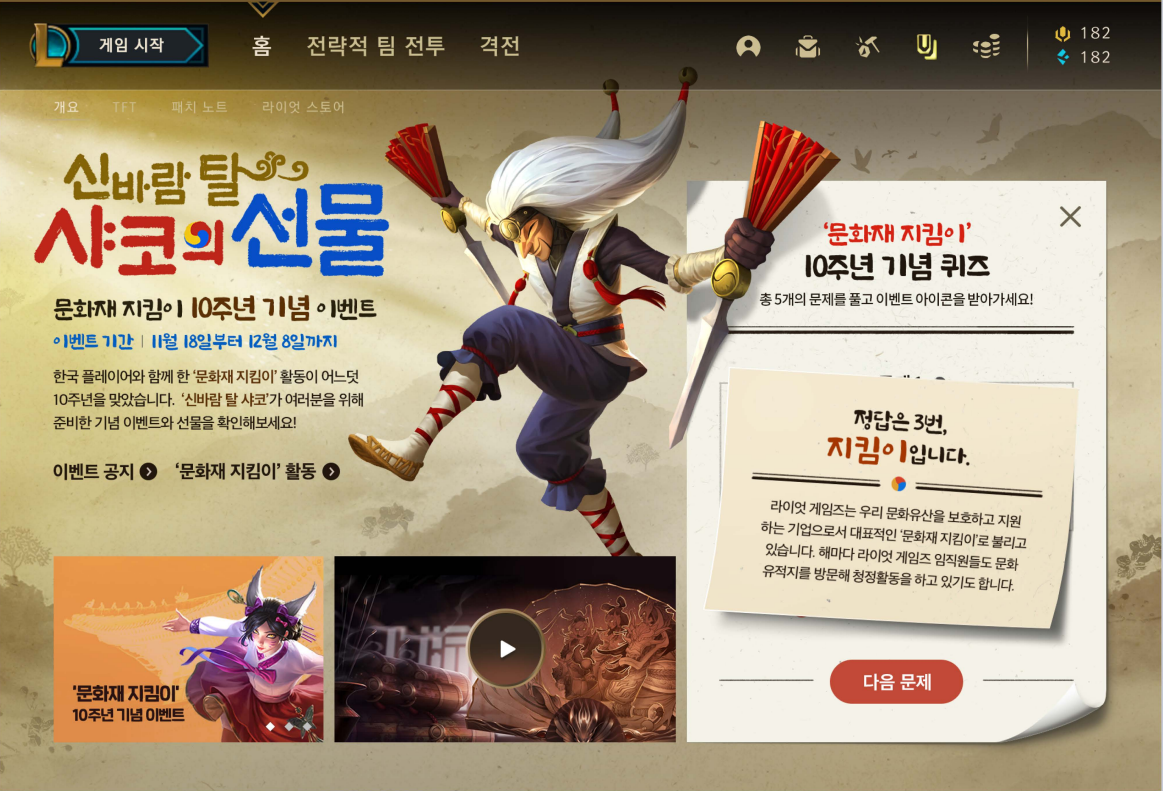 게임 시작
홈
전략적 팀 전투
격전
182
182
개요
TFT
패치 노트
라이엇 스토어
신바람 탈
샤코의 선물
문화재 지킴이 10주년 기념 이벤트
이벤트 기간 | 11월 18일부터 12월 8일까지
한국 플레이어와 함께 한 ‘문화재 지킴이’ 활동이 어느덧
10주년을 맞았습니다. ‘신바람 탈 샤코’가 여러분을 위해
준비한 기념 이벤트와 선물을 확인해보세요!
이벤트 공지
‘문화재 지킴이’ 활동
'문화재 지킴이'
10주년 기념 이벤트
‘문화재 지킴이’
10주년 기념 퀴즈
총 5개의 문제를 풀고 이벤트 아이콘을 받아가세요!
정답은 3번,
지킴이입니다.
라이엇 게임즈는 우리 문화유산을 보호하고 지원
하는 기업으로서 대표적인 ‘문화재 지킴이’로 불리고
있습니다. 해마다 라이엇 게임즈 임직원들도 문화
유적지를 방문해 청정활동을 하고 있기도 합니다.
다음 문제